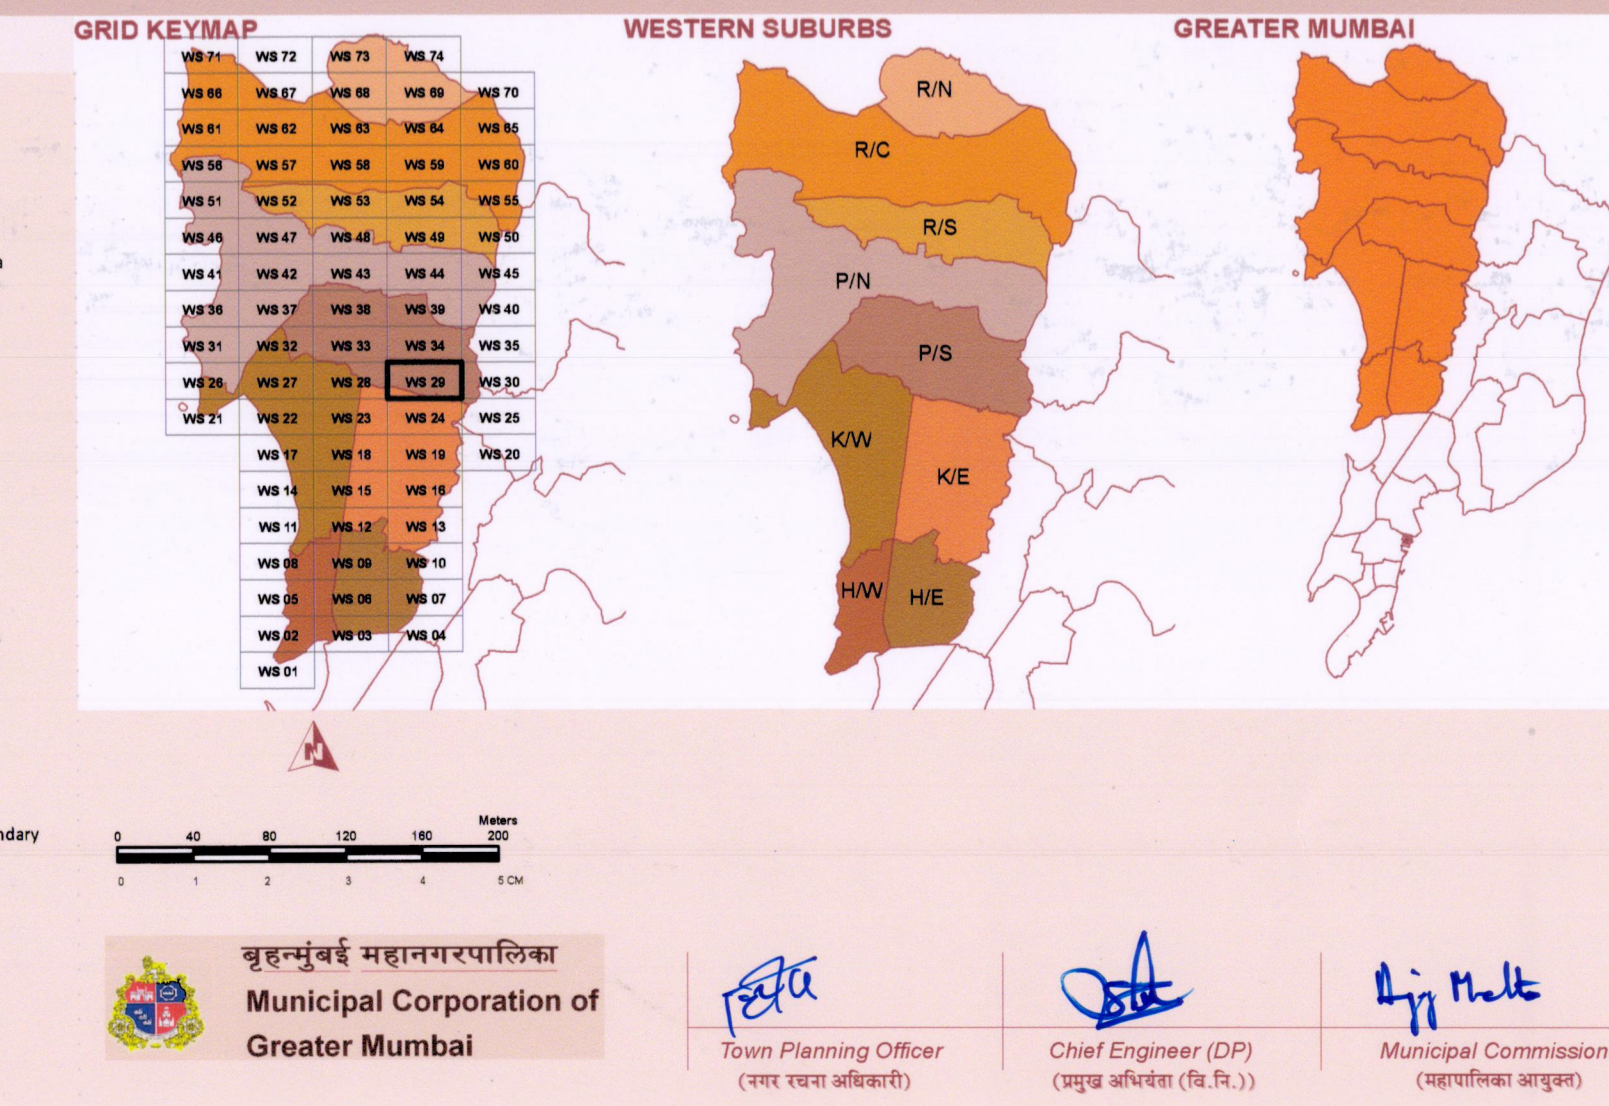 GRID KEYMAP
WS 71 WS 72 WS 73 WS 74
WS 66 WS 67 WS 68 WS 69 WS 70
WS 61 WS 62 WS 63 WS 64 WS 65
WS 56 WS 57 WS 58 WS 59 WS 60
WS 51 WS 52 WS 53 WS 54 WS 55
WS 46 WS 47 WS 48 WS 49 WS 50
WS 41 WS 42 WS 43 WS 44 WS 45
WS 36 WS 37 WS 38 WS 39 WS 40
WS 31 WS 32 WS 33 WS 34 WS 35
WS 26 WS 27 WS 28 WS 29 WS 30
WS 21 WS 22 WS 23 WS 24 WS 25
WS 17 WS 18 WS 19 WS 20
WS 14 WS 15 WS 16
WS 11 WS 12 WS 13
WS 08 WS 09 WS 10
WS 05 WS 06 WS 07
WS 02 WS 03 WS 04
WS 01
WESTERN SUBURBS
R/N
R/C
R/S
P/N
P/S
K/W
K/E
H/W
H/E
GREATER MUMBAI
N
ndary
Meters
0 40 80 120 160 200
0 1 2 3 4 5 CM
बृहन्मुंबई महानगरपालिका
Municipal Corporation of
Greater Mumbai
Town Planning Officer
(नगर रचना अधिकारी)
Chief Engineer (DP)
(प्रमुख अभियंता (वि.नि.))
Ajoy Mehta
Municipal Commission
(महापालिका आयुक्त)